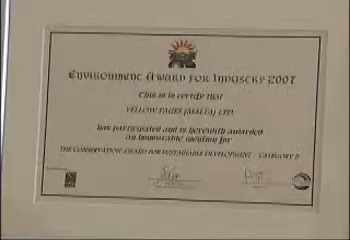 Environment Award for Industry 2007
This is to certify that
YELLOW PAGES (MALTA) LTD.
has participated and is herewith awarded
an honourable mention for
THE CONSERVATION AWARD FOR SUSTAINABLE DEVELOPMENT - CATEGORY B